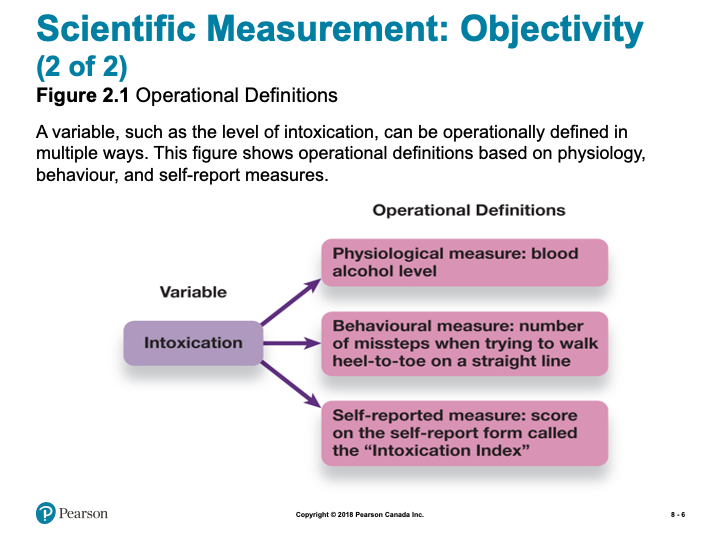 Scientific Measurement: Objectivity
(2 of 2)
Figure 2.1 Operational Definitions
A variable, such as the level of intoxication, can be operationally defined in
multiple ways. This figure shows operational definitions based on physiology,
behaviour, and self-report measures.
Operational Definitions
Physiological measure: blood
alcohol level
Variable
Intoxication
Behavioural measure: number
of missteps when trying to walk
heel-to-toe on a straight line
Self-reported measure: score
on the self-report form called
the “Intoxication Index”
Pearson
Copyright © 2018 Pearson Canada Inc.
8 - 6